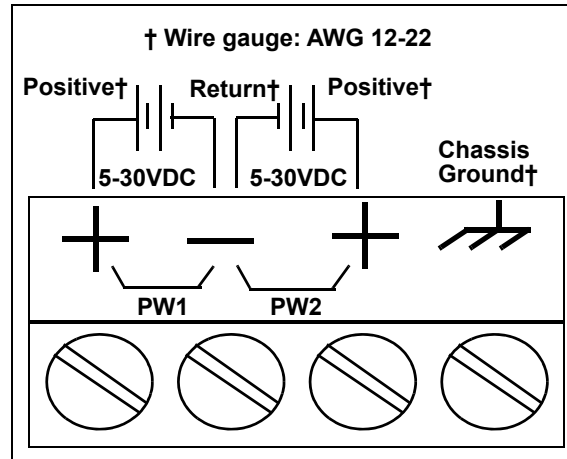 † Wire gauge: AWG 12-22
Positive† Return† Positive†
5-30VDC 5-30VDC
Chassis
Ground†
PW1 PW2